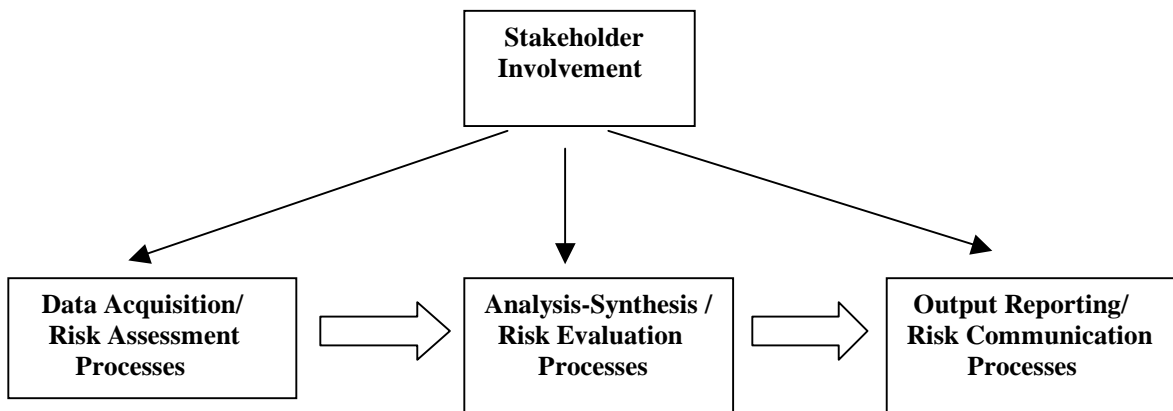 Stakeholder
Involvement
Data Acquisition/
Risk Assessment
Processes
Analysis-Synthesis /
Risk Evaluation
Processes
Output Reporting/
Risk Communication
Processes